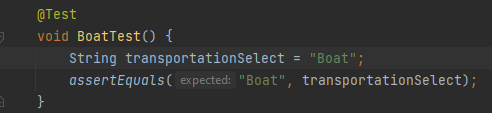 @Test
void BoatTest() {
String transportationSelect = "Boat";
assertEquals( expected: "Boat", transportationSelect);
}